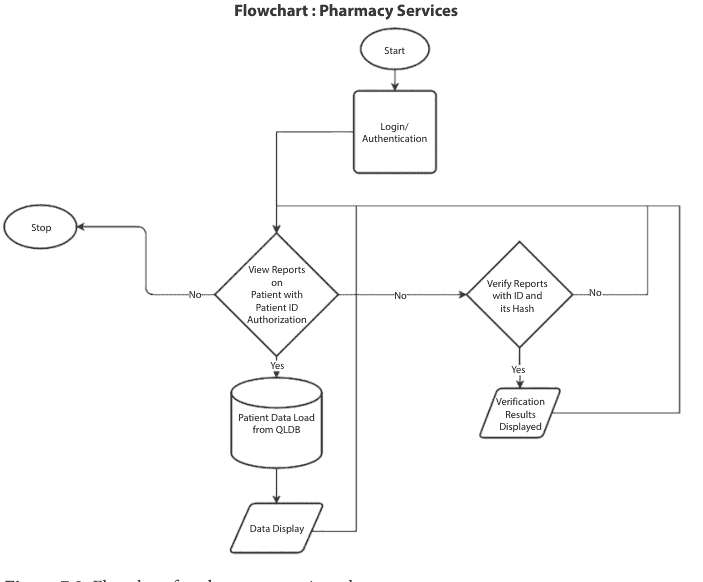 Flowchart : Pharmacy Services
Start
Login/
Authentication
Stop
View Reports
on
Patient with
Patient ID
Authorization
Verify Reports
with ID and
its Hash
No
No
No
Yes
Yes
Patient Data Load
from QLDB
Verification
Results
Displayed
Data Display